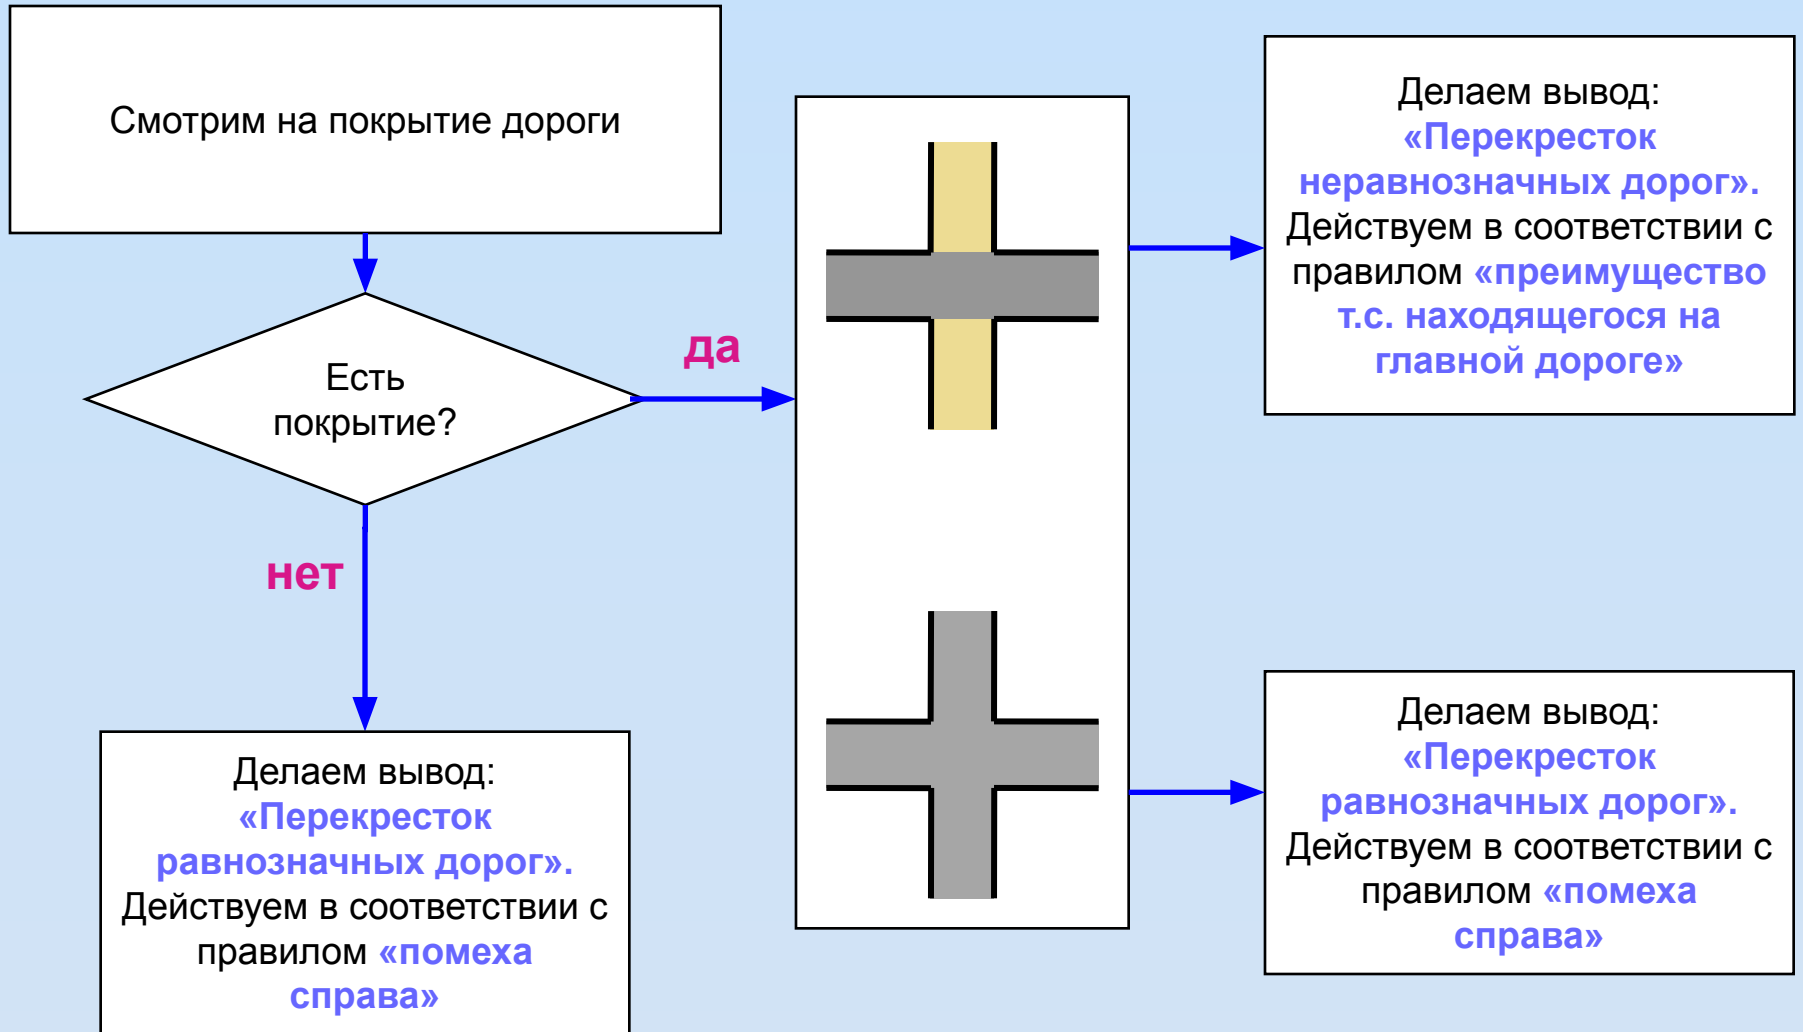 Смотрим на покрытие дороги
Есть
покрытие?
да
нет
Делаем вывод:
«Перекресток
неравнозначных дорог».
Действуем в соответствии с
правилом «преимущество
т.с. находящегося на
главной дороге»
Делаем вывод:
«Перекресток
равнозначных дорог».
Действуем в соответствии с
правилом «помеха
справа»
Делаем вывод:
«Перекресток
равнозначных дорог».
Действуем в соответствии с
правилом «помеха
справа»